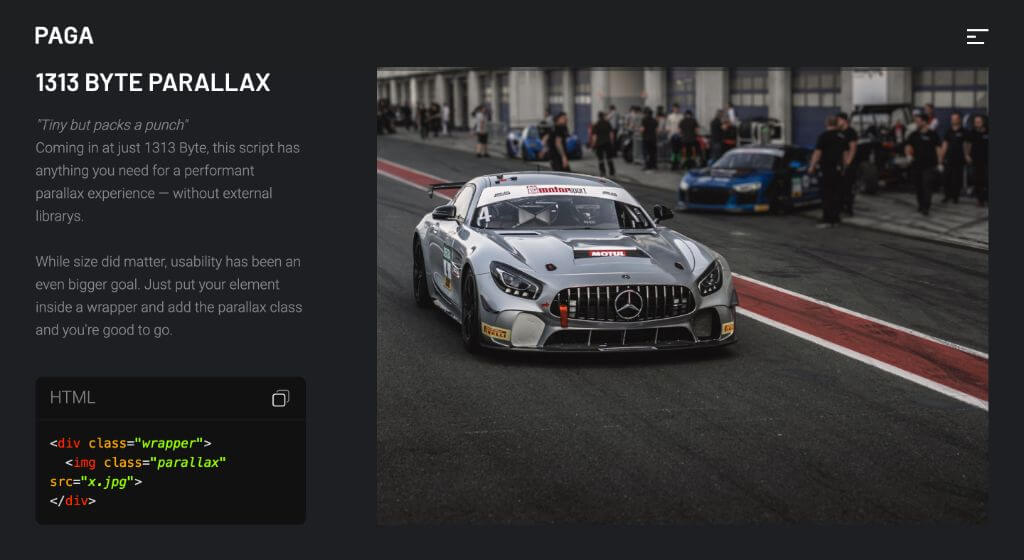 PAGA
1313 BYTE PARALLAX
"Tiny but packs a punch"
Coming in at just 1313 Byte, this script has
anything you need for a performant
parallax experience — without external
librarys.
While size did matter, usability has been an
even bigger goal. Just put your element
inside a wrapper and add the parallax class
and you're good to go.
HTML
<div class="wrapper">
  <img class="parallax"
src="x.jpg">
</div>
motorsport
4
MOTUL